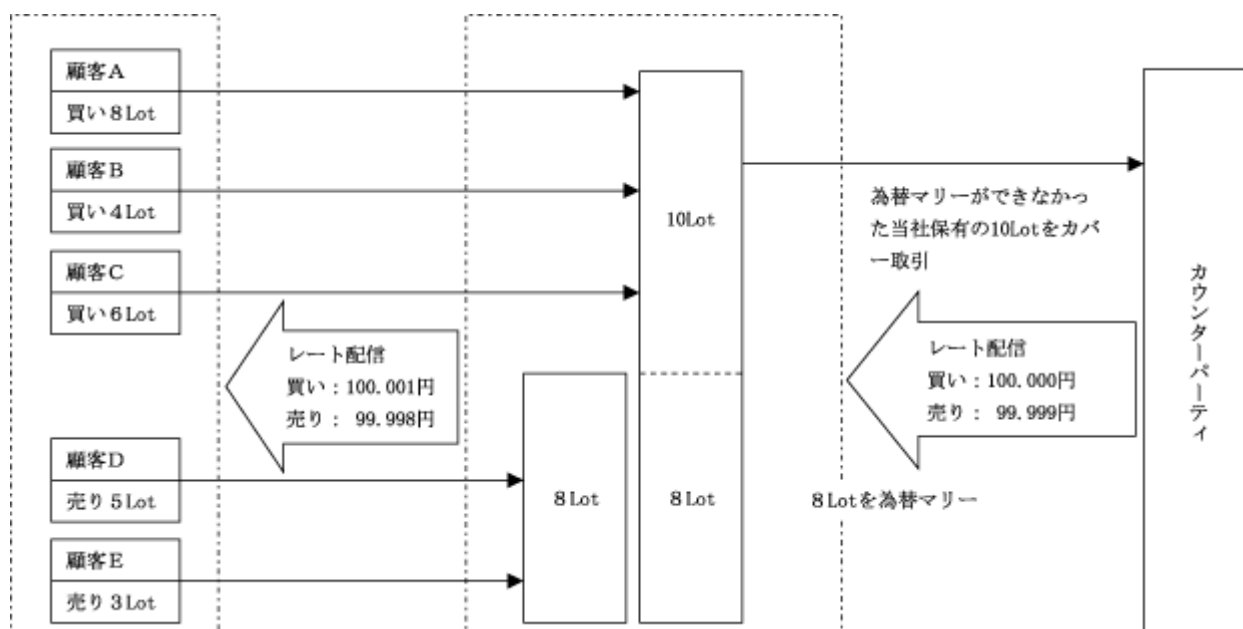 顧客A
買い8Lot
顧客B
買い4Lot
顧客C
買い6Lot
レート配信
買い：100.001円
売り： 99.998円
顧客D
売り5Lot
顧客E
売り3Lot
10Lot
8Lot
8Lot
為替マリーができなかっ
た当社保有の10Lotをカバ
ー取引
レート配信
買い：100.000円
売り： 99.999円
8Lotを為替マリー
カウンターパーティ